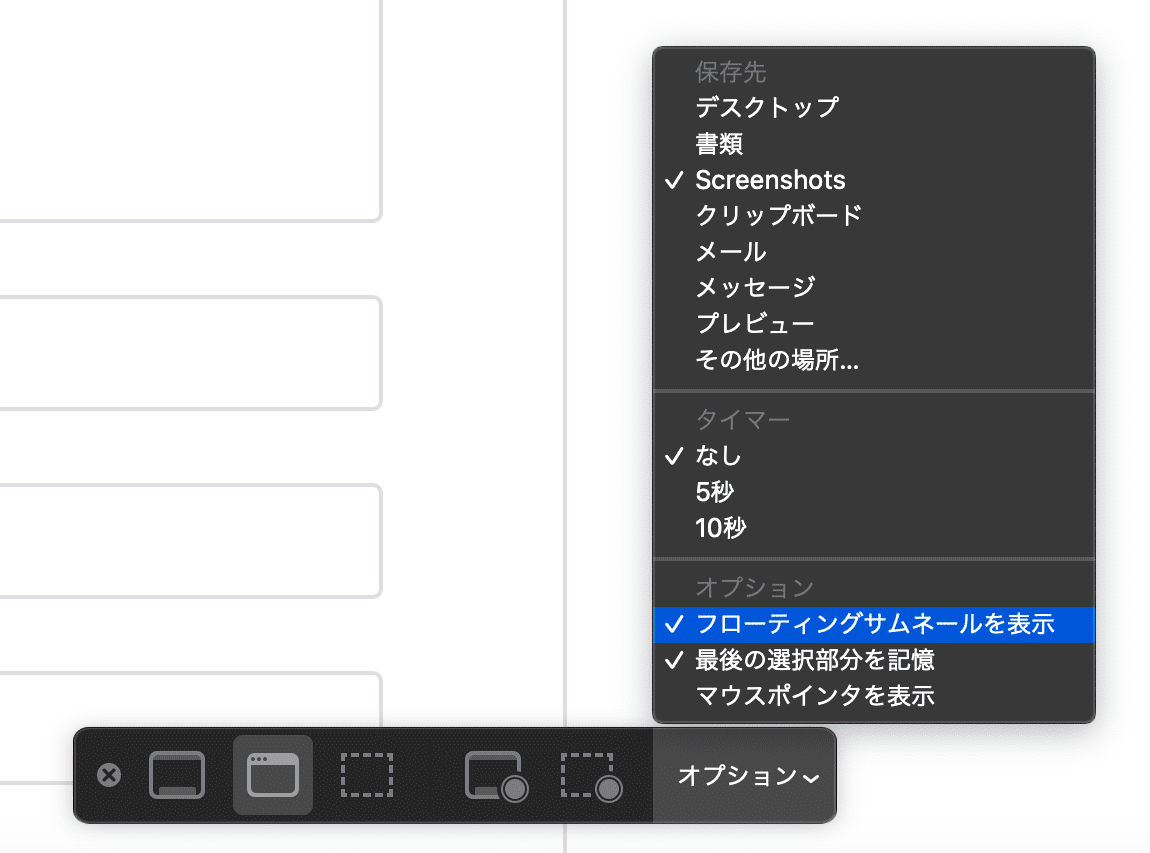 保存先
デスクトップ
書類
✓ Screenshots
クリップボード
メール
メッセージ
プレビュー
その他の場所...
タイマー
✓ なし
5秒
10秒
オプション
✓ フローティングサムネールを表示
✓ 最後の選択部分を記憶
マウスポインタを表示
オプション